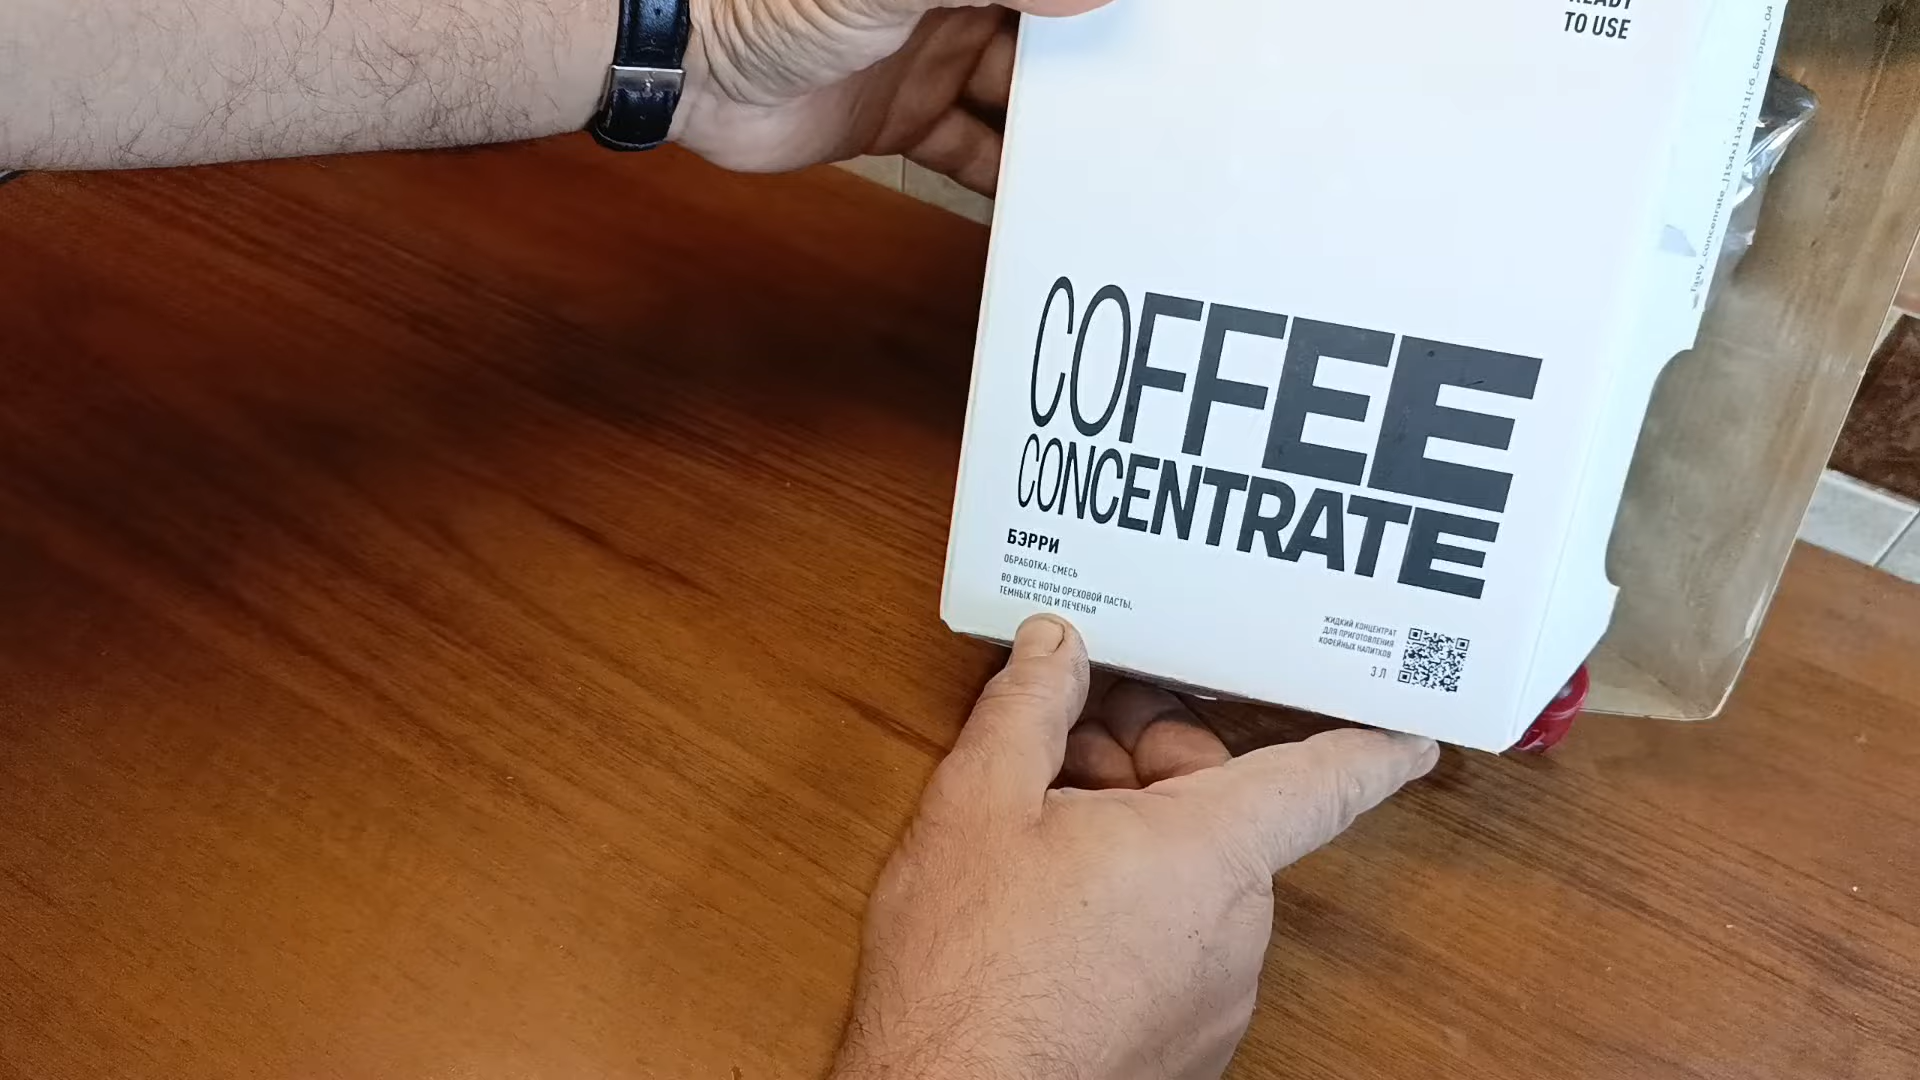 READY
TO USE
COFFEE
CONCENTRATE
БЭРРИ
ОБРАБОТКА: СМЕСЬ
ВО ВКУСЕ НОТЫ ОРЕХОВОЙ ПАСТЫ,
ТЕМНЫХ ЯГОД И ПЕЧЕНЬЯ
ЖИДКИЙ КОНЦЕНТРАТ
ДЛЯ ПРИГОТОВЛЕНИЯ
КОФЕЙНЫХ НАПИТКОВ
3 Л